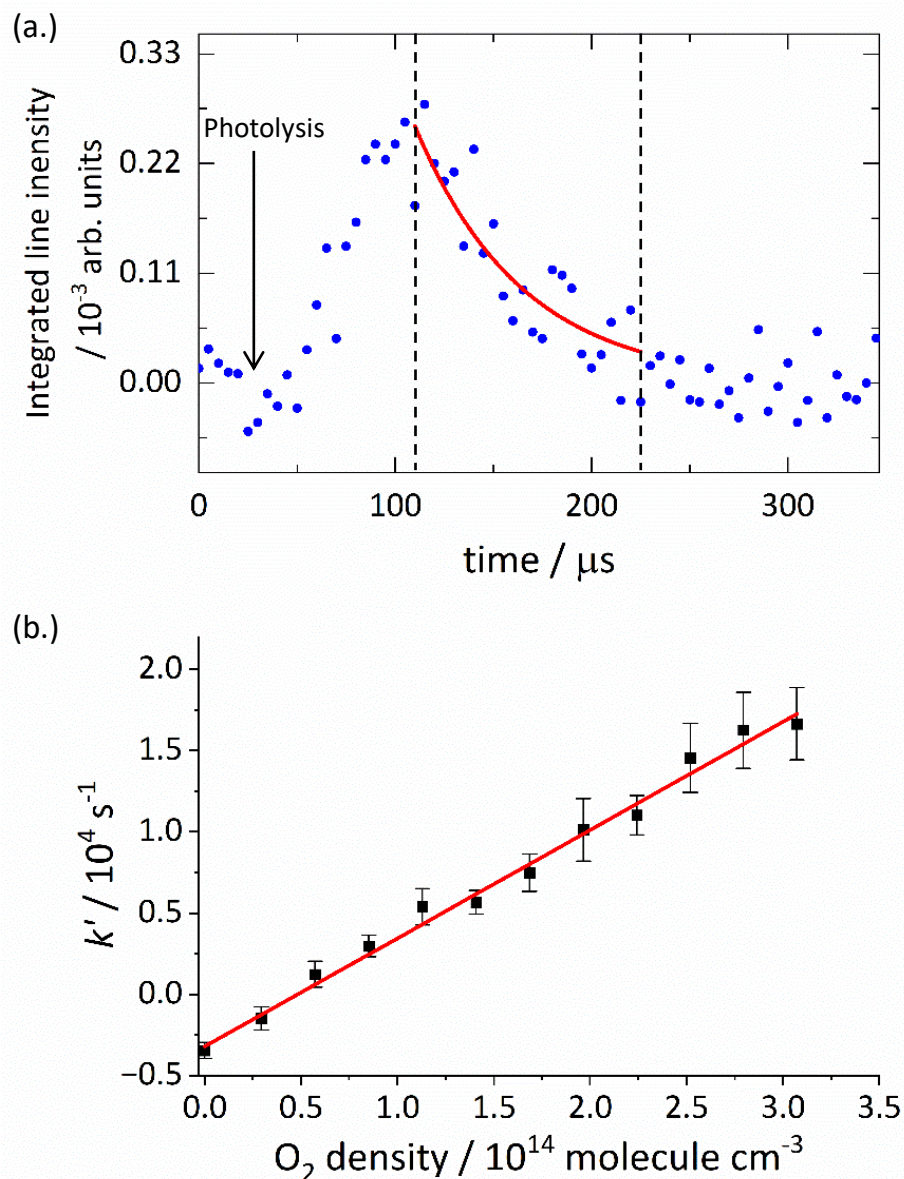 (a.)
Integrated line inensity
/ 10⁻³ arb. units
0.33
0.22
0.11
0.00
Photolysis
0
100
200
300
time / μs
(b.)
k' / 10⁴ s⁻¹
2.0
1.5
1.0
0.5
0.0
−0.5
0.0
0.5
1.0
1.5
2.0
2.5
3.0
3.5
O₂ density / 10¹⁴ molecule cm⁻³